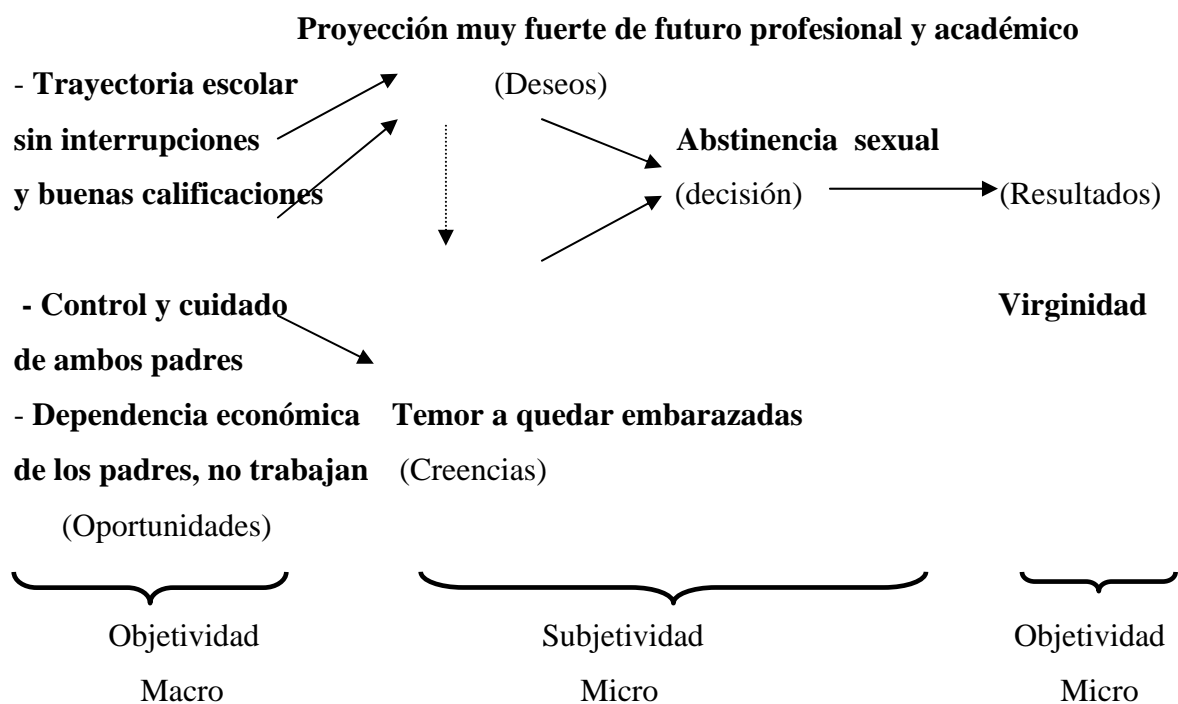 Proyección muy fuerte de futuro profesional y académico
- Trayectoria escolar (Deseos)
sin interrupciones Abstinencia sexual
y buenas calificaciones (decisión) (Resultados)
- Control y cuidado Virginidad
de ambos padres
- Dependencia económica Temor a quedar embarazadas
de los padres, no trabajan (Creencias)
(Oportunidades)
Objetividad Subjetividad Objetividad
Macro Micro Micro